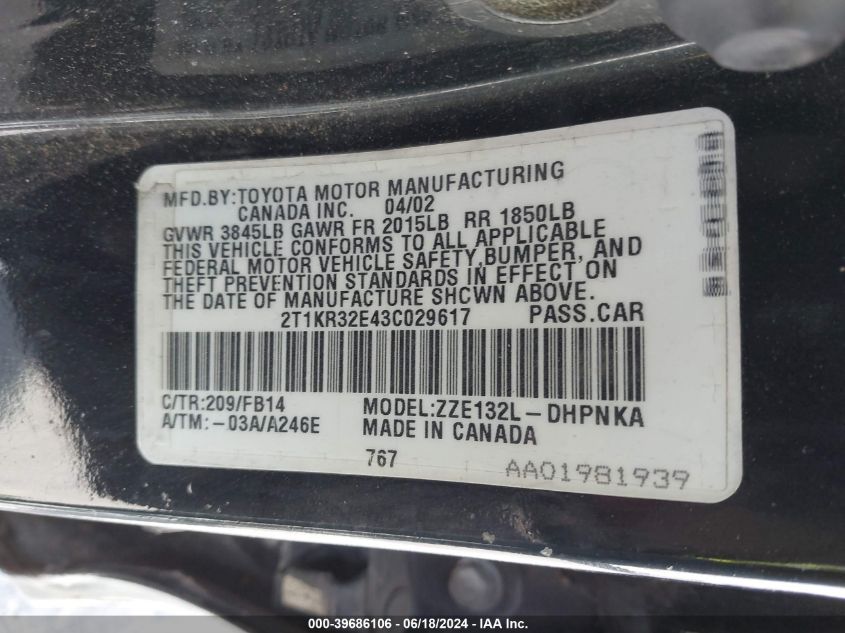 MFD.BY:TOYOTA MOTOR MANUFACTURING
CANADA INC. 04/02
GVWR 3845LB GAWR FR 2015LB RR 1850LB
THIS VEHICLE CONFORMS TO ALL APPLICABLE
FEDERAL MOTOR VEHICLE SAFETY,BUMPER, AND
THEFT PREVENTION STANDARDS IN EFFECT ON
THE DATE OF MANUFACTURE SHOWN ABOVE.
2T1KR32E43C029617 PASS.CAR
C/TR:209/FB14 MODEL:ZZE132L-DHPNKA
A/TM:-03A/A246E MADE IN CANADA
767
AA01981939
000-39686106 - 06/18/2024 - IAA Inc.